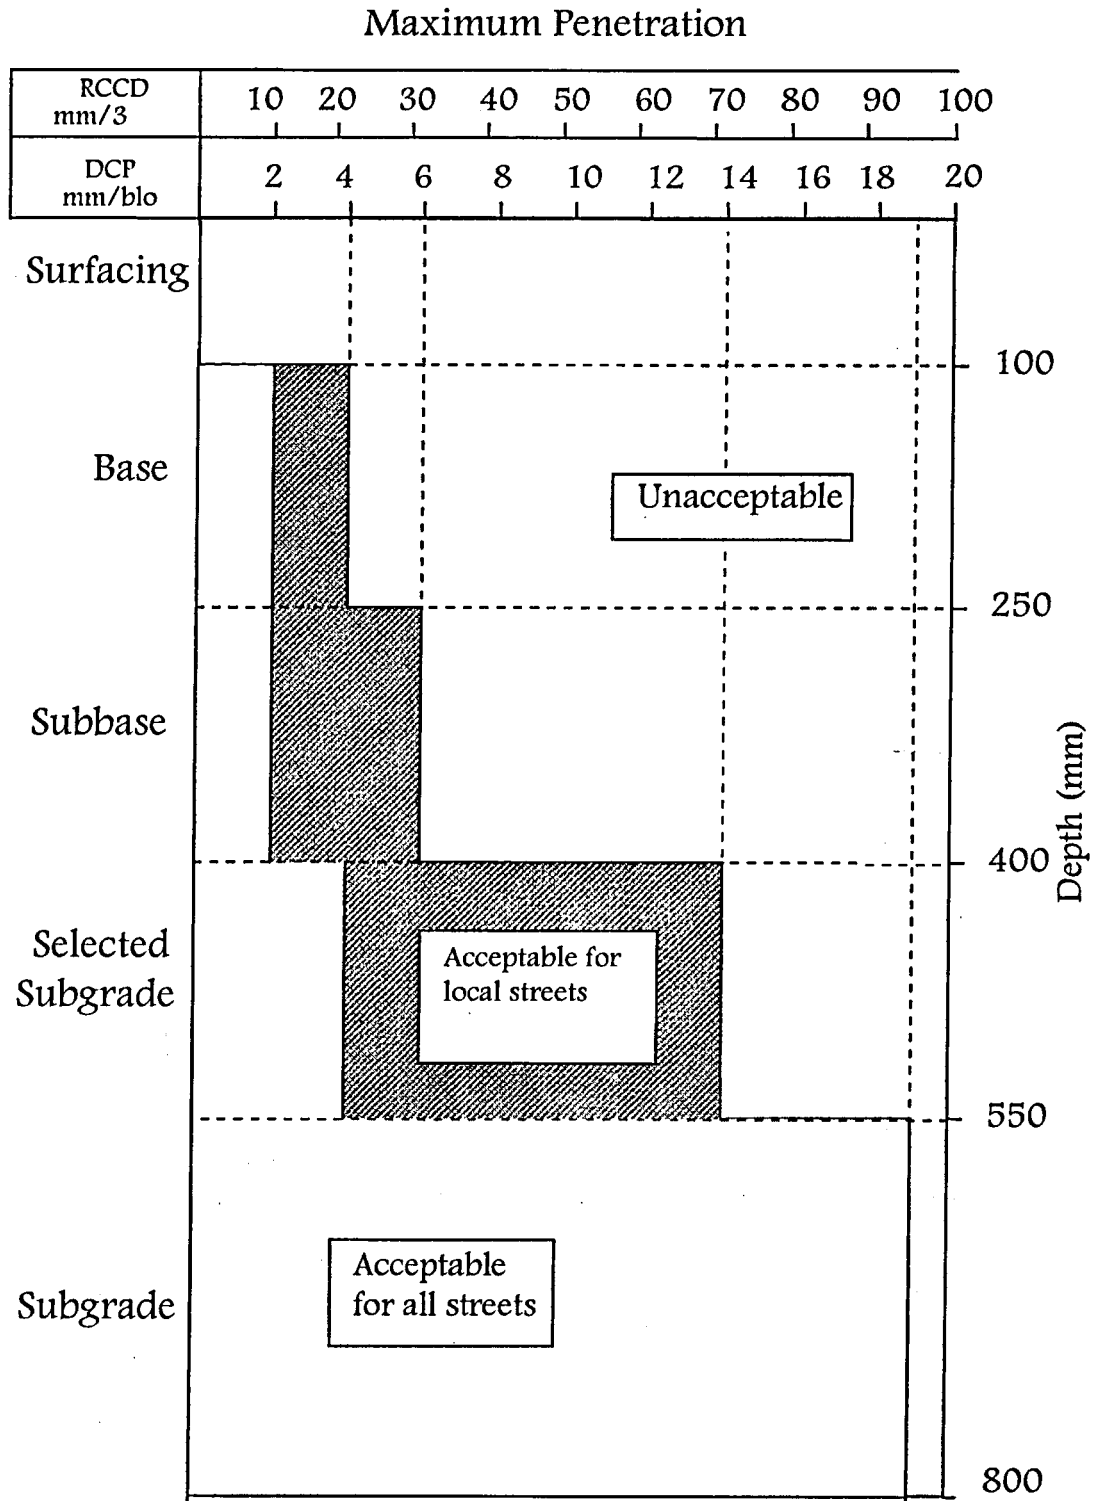 Maximum Penetration
RCCD
mm/3
10 20 30 40 50 60 70 80 90 100
DCP
mm/blo
2 4 6 8 10 12 14 16 18 20
Surfacing
100
Base
Unacceptable
250
Subbase
Depth (mm)
400
Selected
Subgrade
Acceptable for
local streets
550
Acceptable
for all streets
Subgrade
800